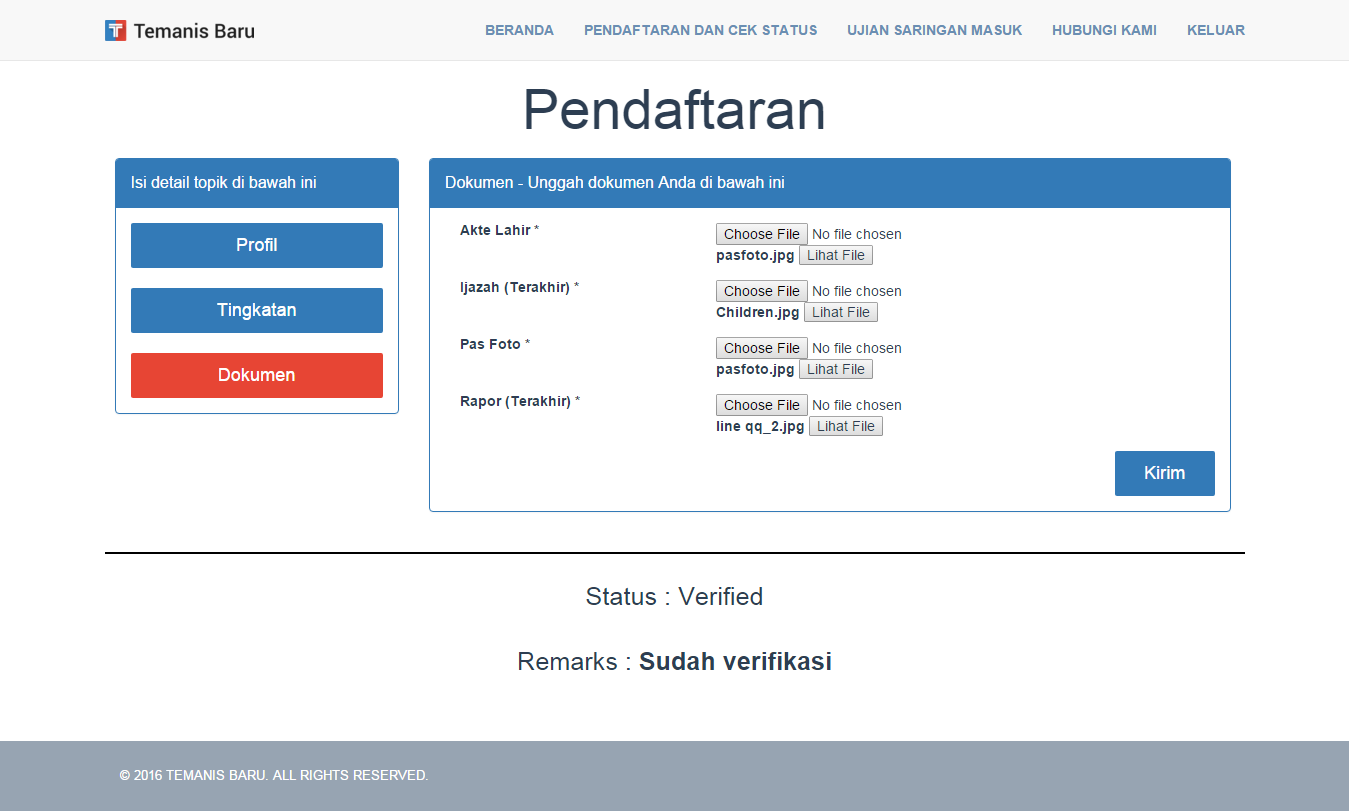 Temanis Baru
BERANDA PENDAFTARAN DAN CEK STATUS UJIAN SARINGAN MASUK HUBUNGI KAMI KELUAR
Pendaftaran
Isi detail topik di bawah ini
Profil
Tingkatan
Dokumen
Dokumen - Unggah dokumen Anda di bawah ini
Akte Lahir * Choose File No file chosen
pasfoto.jpg Lihat File
Ijazah (Terakhir) * Choose File No file chosen
Children.jpg Lihat File
Pas Foto * Choose File No file chosen
pasfoto.jpg Lihat File
Rapor (Terakhir) * Choose File No file chosen
line qq_2.jpg Lihat File
Kirim
Status : Verified
Remarks : Sudah verifikasi
© 2016 TEMANIS BARU. ALL RIGHTS RESERVED.